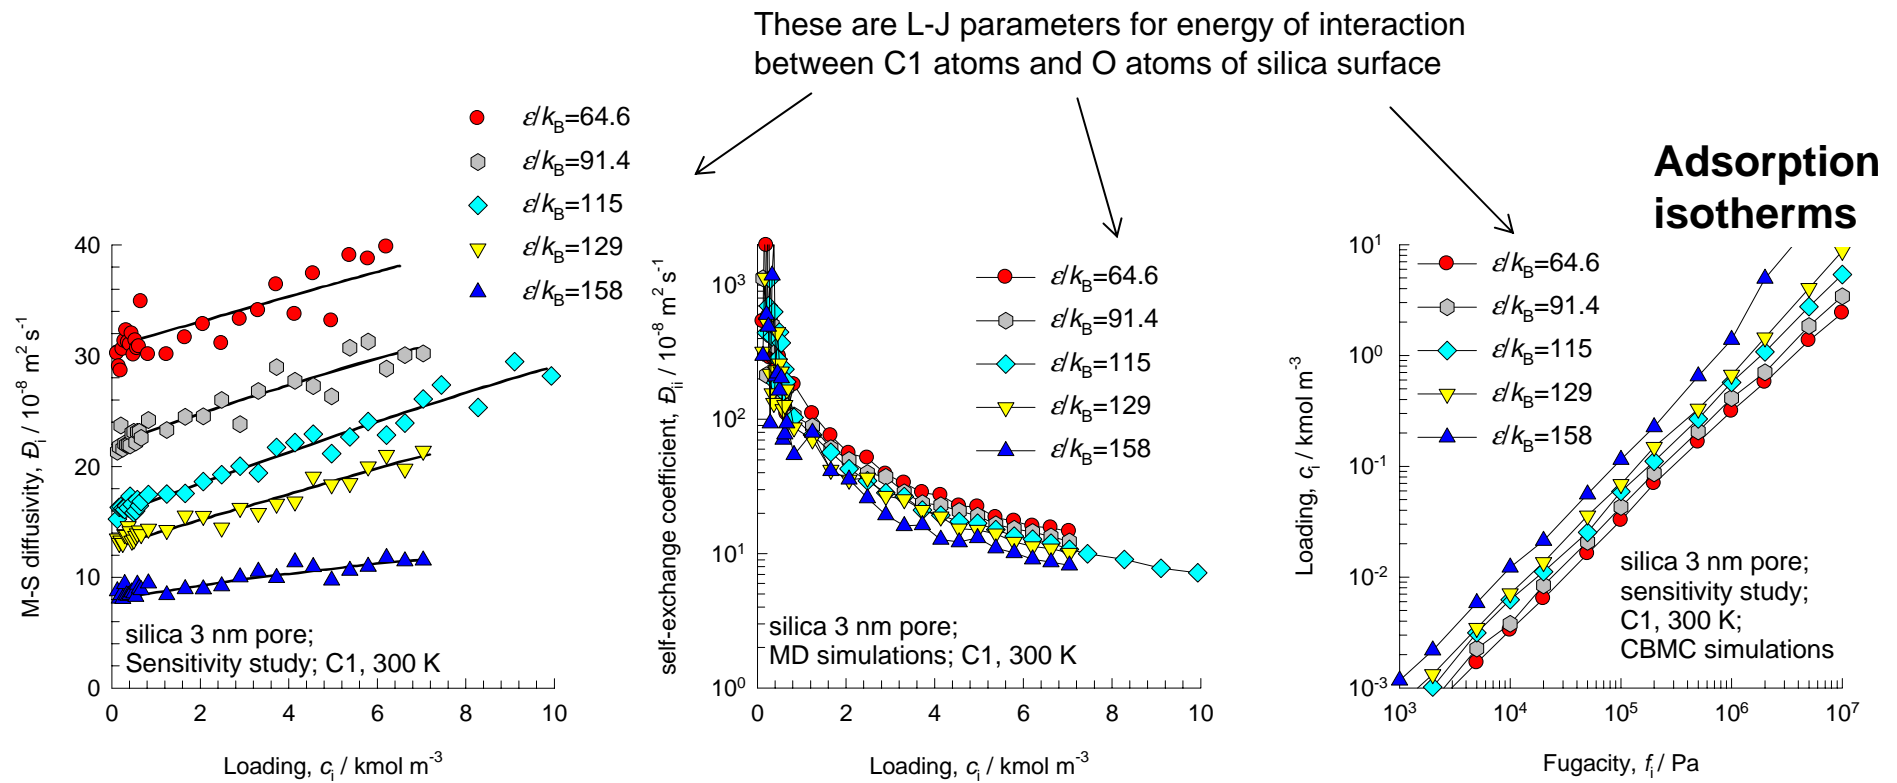 These are L-J parameters for energy of interaction
between C1 atoms and O atoms of silica surface
ε/kB=64.6
ε/kB=91.4
ε/kB=115
ε/kB=129
ε/kB=158
M-S diffusivity, Đi / 10-8 m2 s-1
40
30
20
10
0
silica 3 nm pore;
Sensitivity study; C1, 300 K
0 2 4 6 8 10
Loading, ci / kmol m-3
self-exchange coefficient, Đii / 10-8 m2 s-1
103
102
101
100
ε/kB=64.6
ε/kB=91.4
ε/kB=115
ε/kB=129
ε/kB=158
silica 3 nm pore;
MD simulations; C1, 300 K
0 2 4 6 8 10
Loading, ci / kmol m-3
Adsorption
isotherms
Loading, ci / kmol m-3
101
100
10-1
10-2
10-3
ε/kB=64.6
ε/kB=91.4
ε/kB=115
ε/kB=129
ε/kB=158
silica 3 nm pore;
sensitivity study;
C1, 300 K;
CBMC simulations
103 104 105 106 107
Fugacity, fi / Pa